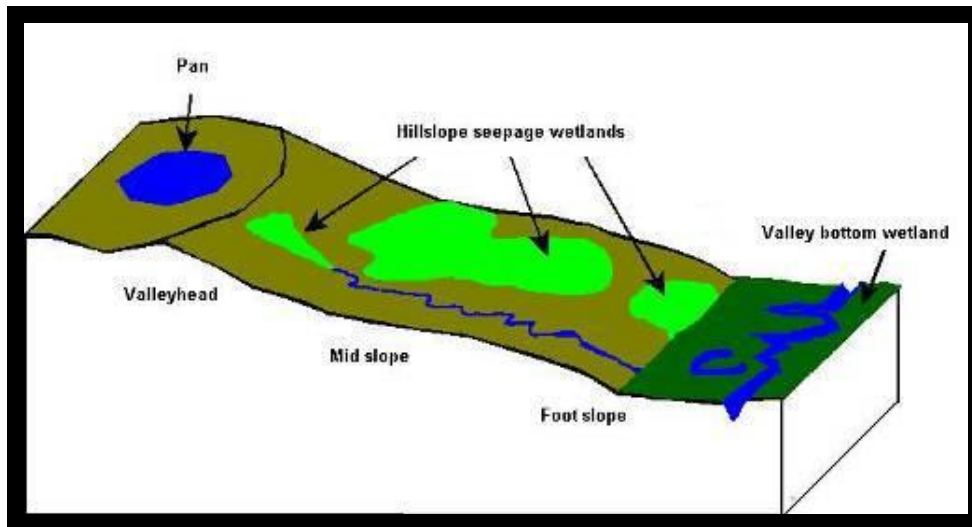 Pan
Hillslope seepage wetlands
Valley bottom wetland
Valleyhead
Mid slope
Foot slope